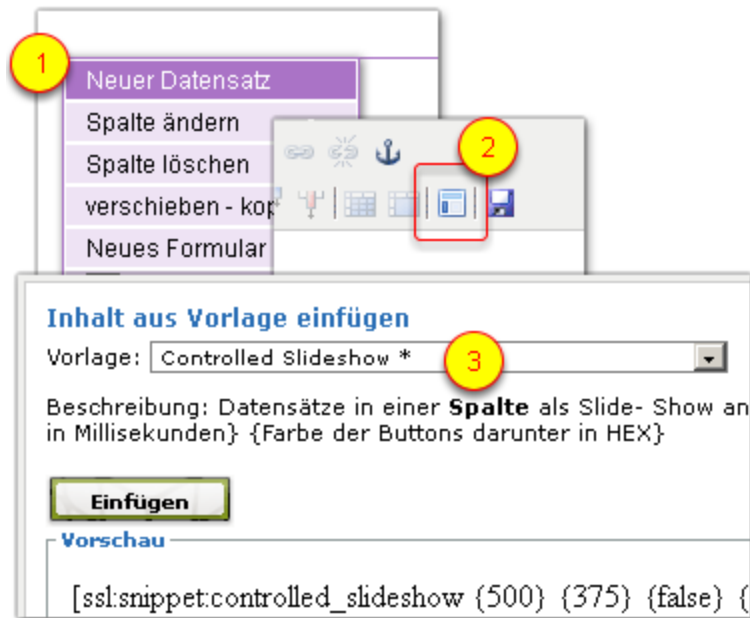 1
Neuer Datensatz
Spalte ändern
Spalte löschen
verschieben - kop
Neues Formular
2
Inhalt aus Vorlage einfügen
Vorlage: Controlled Slideshow *
3
Beschreibung: Datensätze in einer Spalte als Slide- Show an
in Millisekunden} {Farbe der Buttons darunter in HEX}
Einfügen
Vorschau
[ssl:snippet:controlled_slideshow {500} {375} {false} {